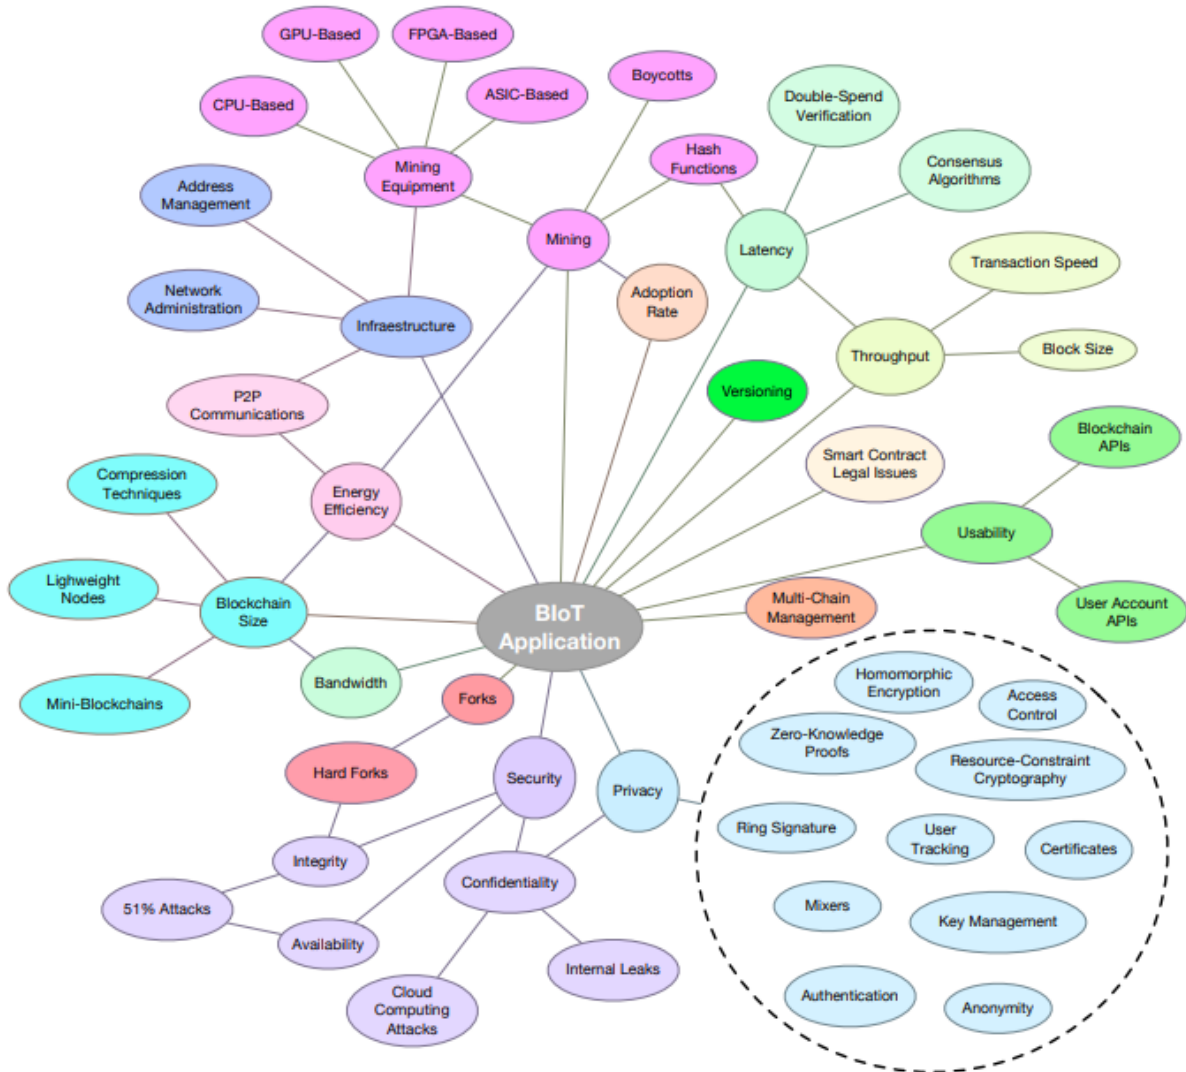 GPU-Based
FPGA-Based
CPU-Based
ASIC-Based
Boycotts
Double-Spend
Verification
Mining
Equipment
Hash
Functions
Consensus
Algorithms
Address
Management
Mining
Latency
Transaction Speed
Network
Administration
Infraestructure
Adoption
Rate
Throughput
Block Size
P2P
Communications
Versioning
Blockchain
APIs
Compression
Techniques
Energy
Efficiency
Smart Contract
Legal Issues
Usability
Lighweight
Nodes
Blockchain
Size
BIoT
Application
Multi-Chain
Management
User Account
APIs
Mini-Blockchains
Bandwidth
Forks
Homomorphic
Encryption
Access
Control
Zero-Knowledge
Proofs
Resource-Constraint
Cryptography
Hard Forks
Security
Privacy
Ring Signature
User
Tracking
Certificates
Integrity
Confidentiality
51% Attacks
Availability
Mixers
Key Management
Internal Leaks
Cloud
Computing
Attacks
Authentication
Anonymity